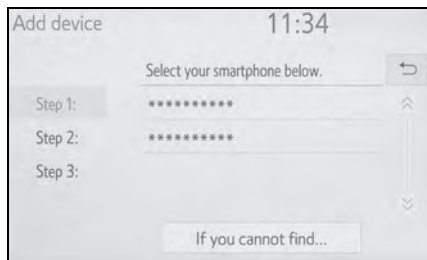 Add device 11:34
Select your smartphone below.
Step 1: **********
Step 2: **********
Step 3:
If you cannot find...